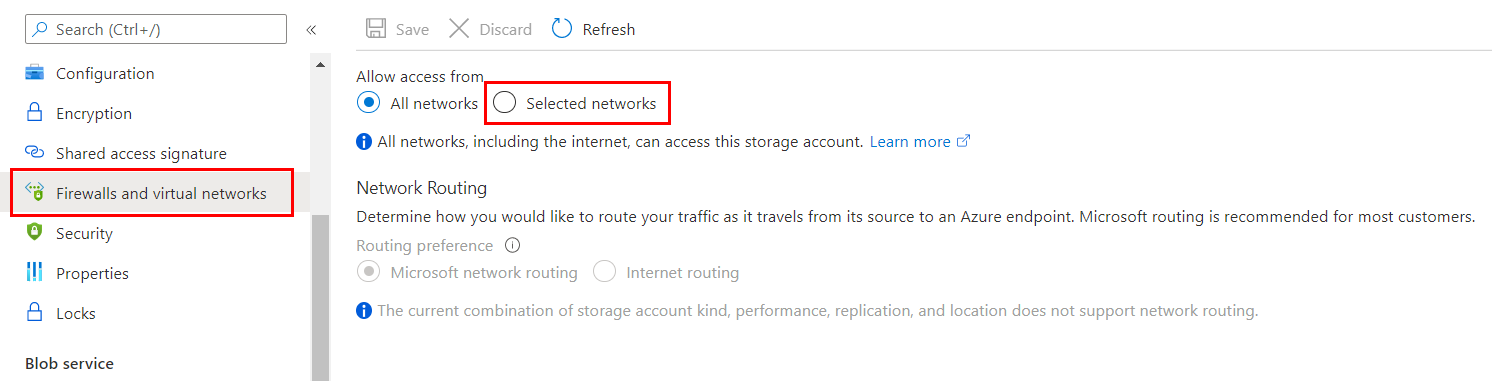 Search (Ctrl+/)
«
Configuration
Encryption
Shared access signature
Firewalls and virtual networks
Security
Properties
Locks
Blob service
Save Discard Refresh
Allow access from
All networks Selected networks
All networks, including the internet, can access this storage account. Learn more
Network Routing
Determine how you would like to route your traffic as it travels from its source to an Azure endpoint. Microsoft routing is recommended for most customers.
Routing preference
Microsoft network routing Internet routing
The current combination of storage account kind, performance, replication, and location does not support network routing.